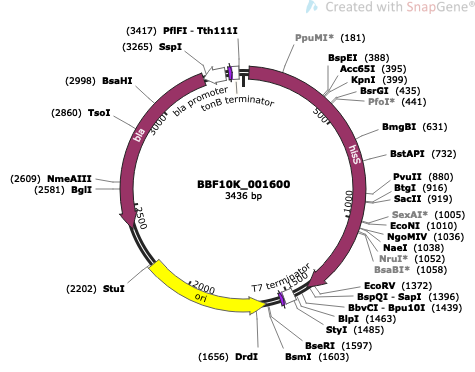 Created with SnapGene®
(3417) PflFI - Tth111I
(3265) SspI
(2998) BsaHI
(2860) TsoI
(2609) NmeAIII
(2581) BglI
(2202) StuI
(1656) DrdI
PpuMI* (181)
BspEI (388)
Acc65I (395)
KpnI (399)
BsrGI (435)
PfoI* (441)
BmgBI (631)
BstAPI (732)
PvuII (880)
BtgI (916)
SacII (919)
SexAI* (1005)
EcoNI (1010)
NgoMIV (1036)
NaeI (1038)
NruI* (1052)
BsaBI* (1058)
EcoRV (1372)
BspQI - SapI (1396)
BbvCI - Bpu10I (1439)
BlpI (1463)
StyI (1485)
BseRI (1597)
BsmI (1603)
bla promoter
tonB terminator
bla
hisS
T7 terminator
ori
500
1000
1500
2000
2500
3000
BBF10K_001600
3436 bp